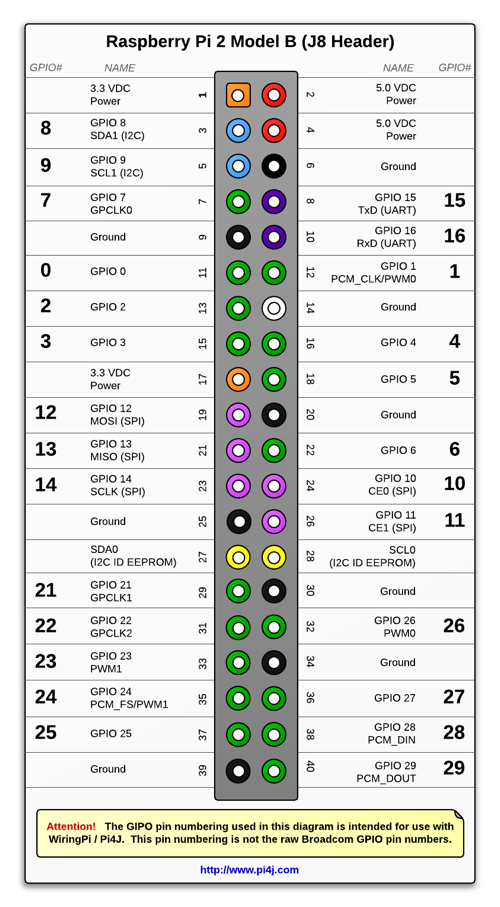 Raspberry Pi 2 Model B (J8 Header)
GPIO# NAME NAME GPIO#
3.3 VDC
Power
1 2
5.0 VDC
Power
8
GPIO 8
SDA1 (I2C)
3 4
5.0 VDC
Power
9
GPIO 9
SCL1 (I2C)
5 6
Ground
7
GPIO 7
GPCLK0
7 8
GPIO 15
TxD (UART)
15
Ground
9 10
GPIO 16
RxD (UART)
16
0
GPIO 0
11 12
GPIO 1
PCM_CLK/PWM0
1
2
GPIO 2
13 14
Ground
3
GPIO 3
15 16
GPIO 4
4
3.3 VDC
Power
17 18
GPIO 5
5
12
GPIO 12
MOSI (SPI)
19 20
Ground
13
GPIO 13
MISO (SPI)
21 22
GPIO 6
6
14
GPIO 14
SCLK (SPI)
23 24
GPIO 10
CE0 (SPI)
10
Ground
25 26
GPIO 11
CE1 (SPI)
11
SDA0
(I2C ID EEPROM)
27 28
SCL0
(I2C ID EEPROM)
21
GPIO 21
GPCLK1
29 30
Ground
22
GPIO 22
GPCLK2
31 32
GPIO 26
PWM0
26
23
GPIO 23
PWM1
33 34
Ground
24
GPIO 24
PCM_FS/PWM1
35 36
GPIO 27
27
25
GPIO 25
37 38
GPIO 28
PCM_DIN
28
Ground
39 40
GPIO 29
PCM_DOUT
29
Attention! The GIPO pin numbering used in this diagram is intended for use with
WiringPi / Pi4J. This pin numbering is not the raw Broadcom GPIO pin numbers.
http://www.pi4j.com